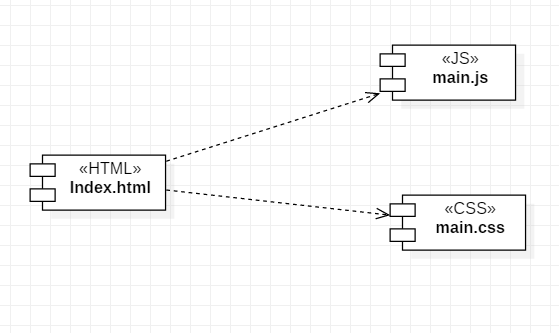 «JS»
main.js
«HTML»
Index.html
«CSS»
main.css